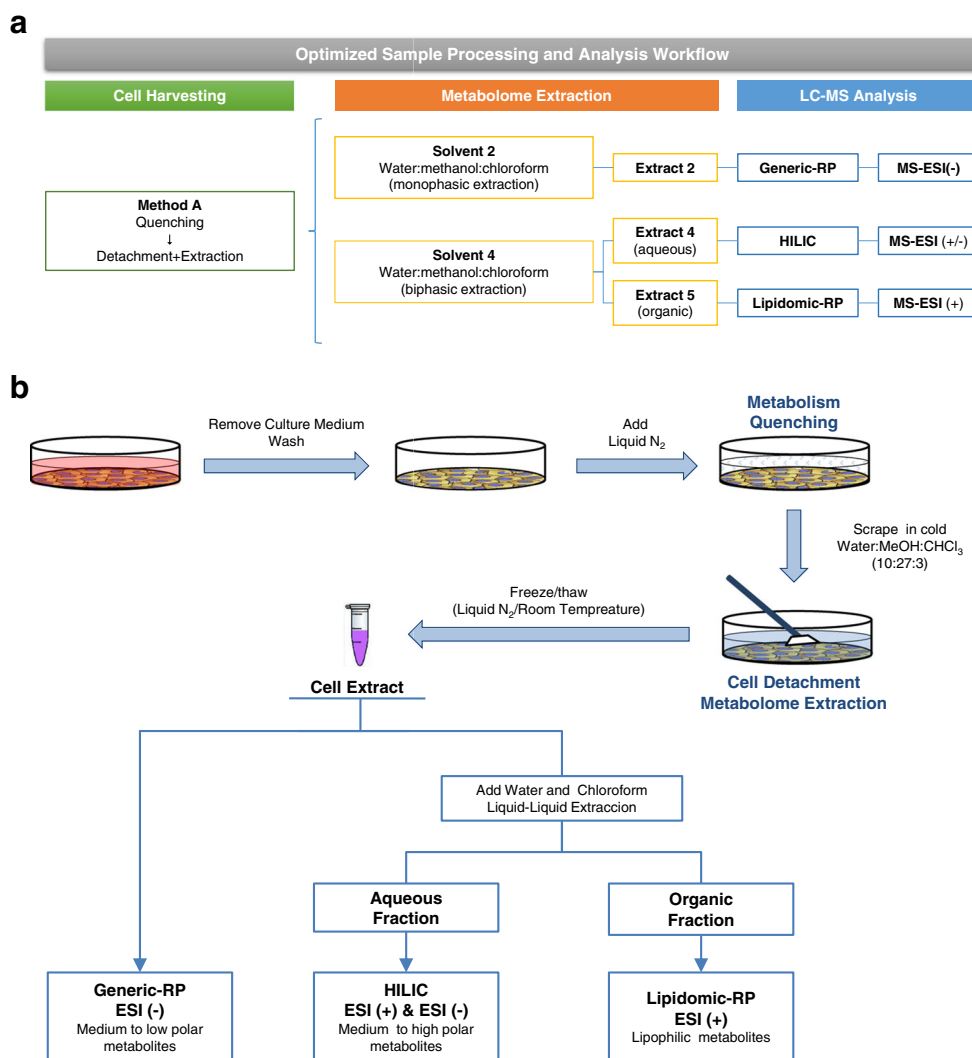 a
Optimized Sample Processing and Analysis Workflow
Cell Harvesting
Metabolome Extraction
LC-MS Analysis
Method A
Quenching
↓
Detachment+Extraction
Solvent 2
Water:methanol:chloroform
(monophasic extraction)
Extract 2
Generic-RP
MS-ESI(-)
Solvent 4
Water:methanol:chloroform
(biphasic extraction)
Extract 4
(aqueous)
HILIC
MS-ESI (+/-)
Extract 5
(organic)
Lipidomic-RP
MS-ESI (+)
b
Remove Culture Medium
Wash
Add
Liquid N₂
Metabolism
Quenching
Scrape in cold
Water:MeOH:CHCl₃
(10:27:3)
Freeze/thaw
(Liquid N₂/Room Tempreature)
Cell Detachment
Metabolome Extraction
Cell Extract
Add Water and Chloroform
Liquid-Liquid Extraccion
Aqueous
Fraction
Organic
Fraction
Generic-RP
ESI (-)
Medium to low polar
metabolites
HILIC
ESI (+) & ESI (-)
Medium to high polar
metabolites
Lipidomic-RP
ESI (+)
Lipophilic metabolites